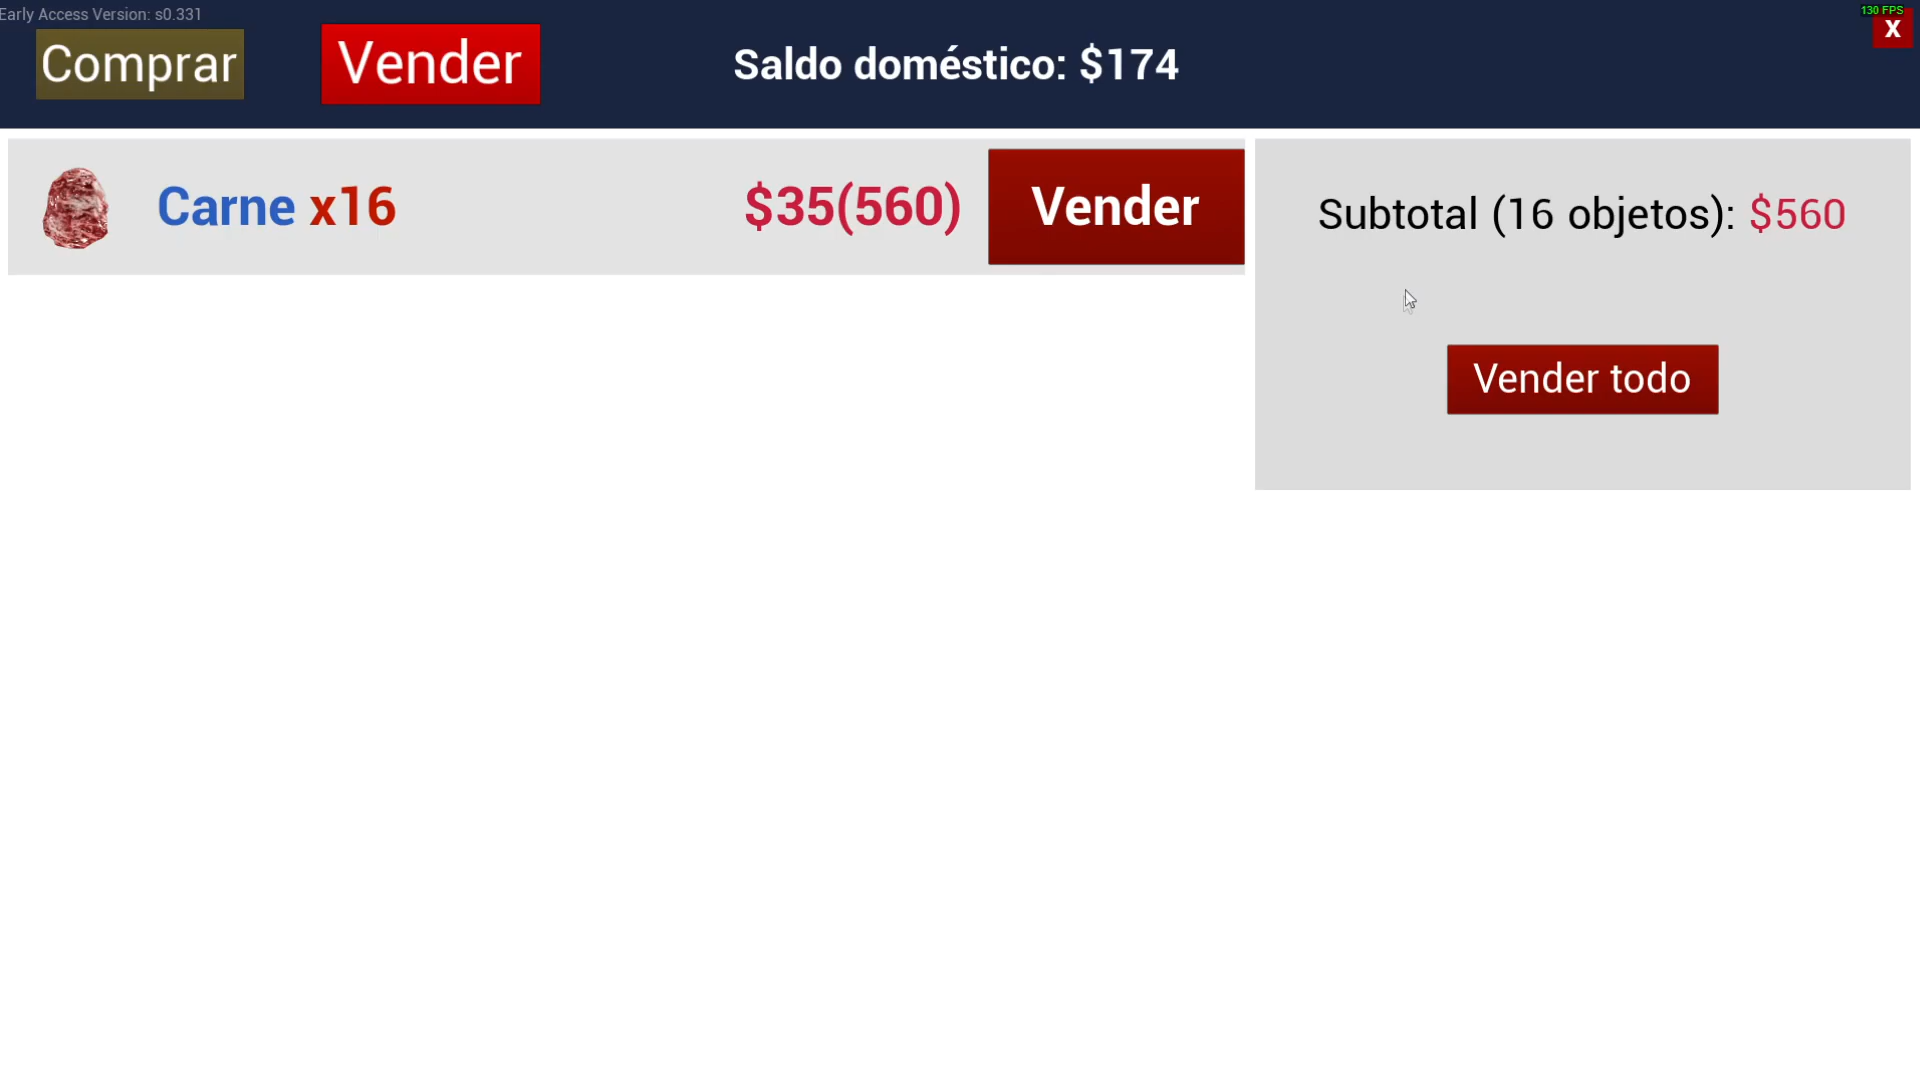 Early Access Version: s0.331
130 FPS
X
Comprar
Vender
Saldo doméstico: $174
Carne x16
$35(560)
Vender
Subtotal (16 objetos): $560
Vender todo